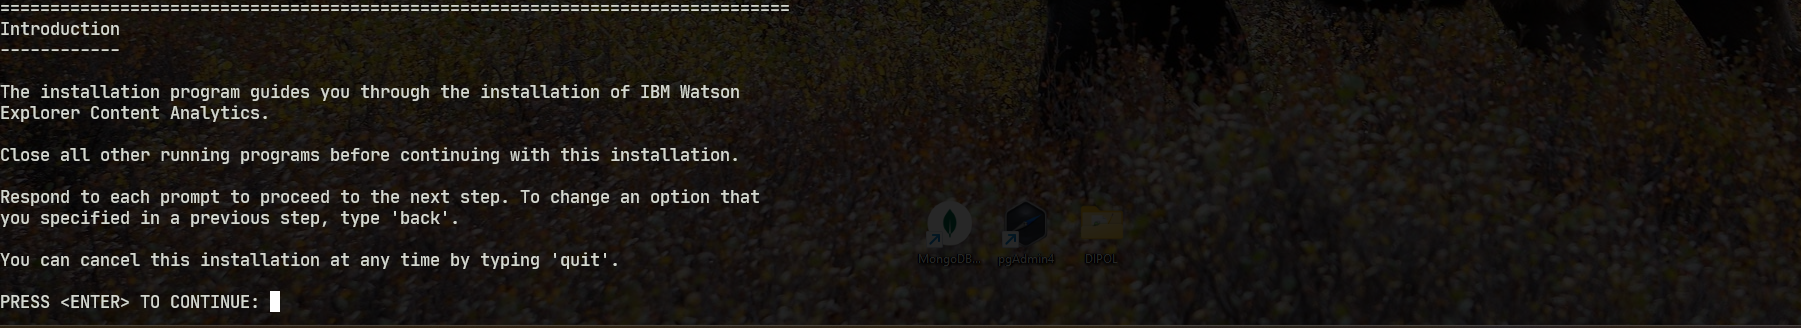 ===============================================================================
Introduction
------------
The installation program guides you through the installation of IBM Watson
Explorer Content Analytics.
Close all other running programs before continuing with this installation.
Respond to each prompt to proceed to the next step. To change an option that
you specified in a previous step, type 'back'.
You can cancel this installation at any time by typing 'quit'.
MongoDB... pgAdmin4 DIPOL
PRESS <ENTER> TO CONTINUE: